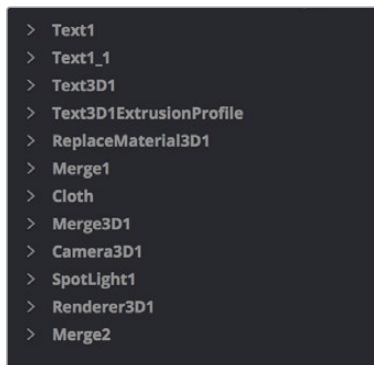 Text1
Text1_1
Text3D1
Text3D1ExtrusionProfile
ReplaceMaterial3D1
Merge1
Cloth
Merge3D1
Camera3D1
SpotLight1
Renderer3D1
Merge2